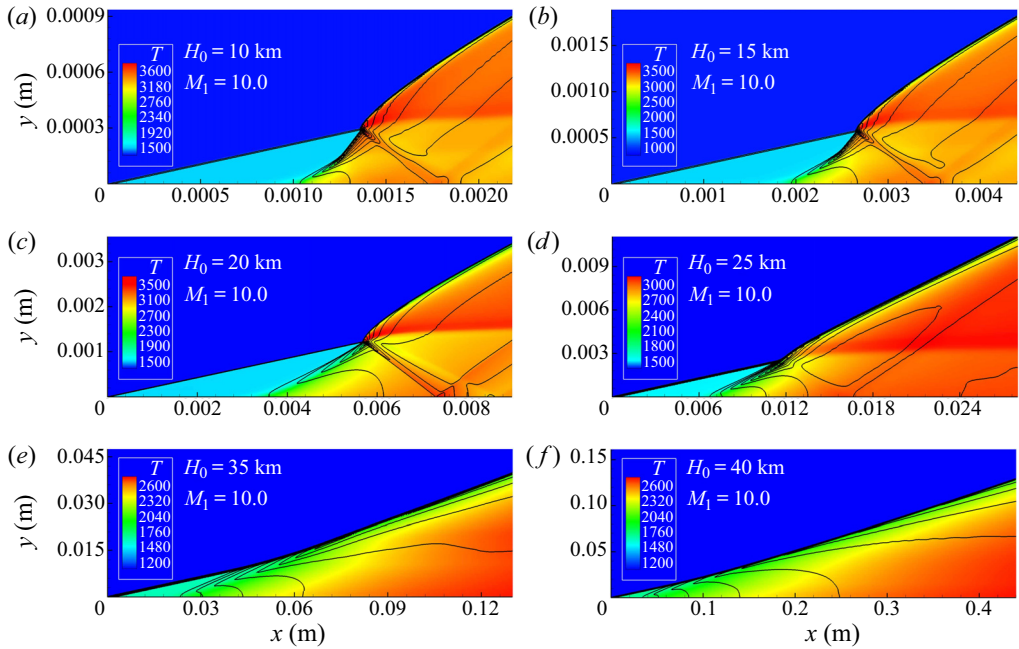 (a)
0.0009
0.0006
0.0003
0
y (m)
T
3600
3180
2760
2340
1920
1500
H₀ = 10 km
M₁ = 10.0
0.0005 0.0010 0.0015 0.0020
(b)
0.0015
0.0010
0.0005
0
T
3500
3000
2500
2000
1500
1000
H₀ = 15 km
M₁ = 10.0
0.001 0.002 0.003 0.004
(c)
0.003
0.002
0.001
0
y (m)
T
3500
3100
2700
2300
1900
1500
H₀ = 20 km
M₁ = 10.0
0.002 0.004 0.006 0.008
(d)
0.009
0.006
0.003
0
T
3000
2700
2400
2100
1800
1500
H₀ = 25 km
M₁ = 10.0
0.006 0.012 0.018 0.024
(e)
0.045
0.030
0.015
0
y (m)
T
2600
2320
2040
1760
1480
1200
H₀ = 35 km
M₁ = 10.0
0.03 0.06 0.09 0.12
x (m)
(f)
0.15
0.10
0.05
0
T
2600
2320
2040
1760
1480
1200
H₀ = 40 km
M₁ = 10.0
0.1 0.2 0.3 0.4
x (m)